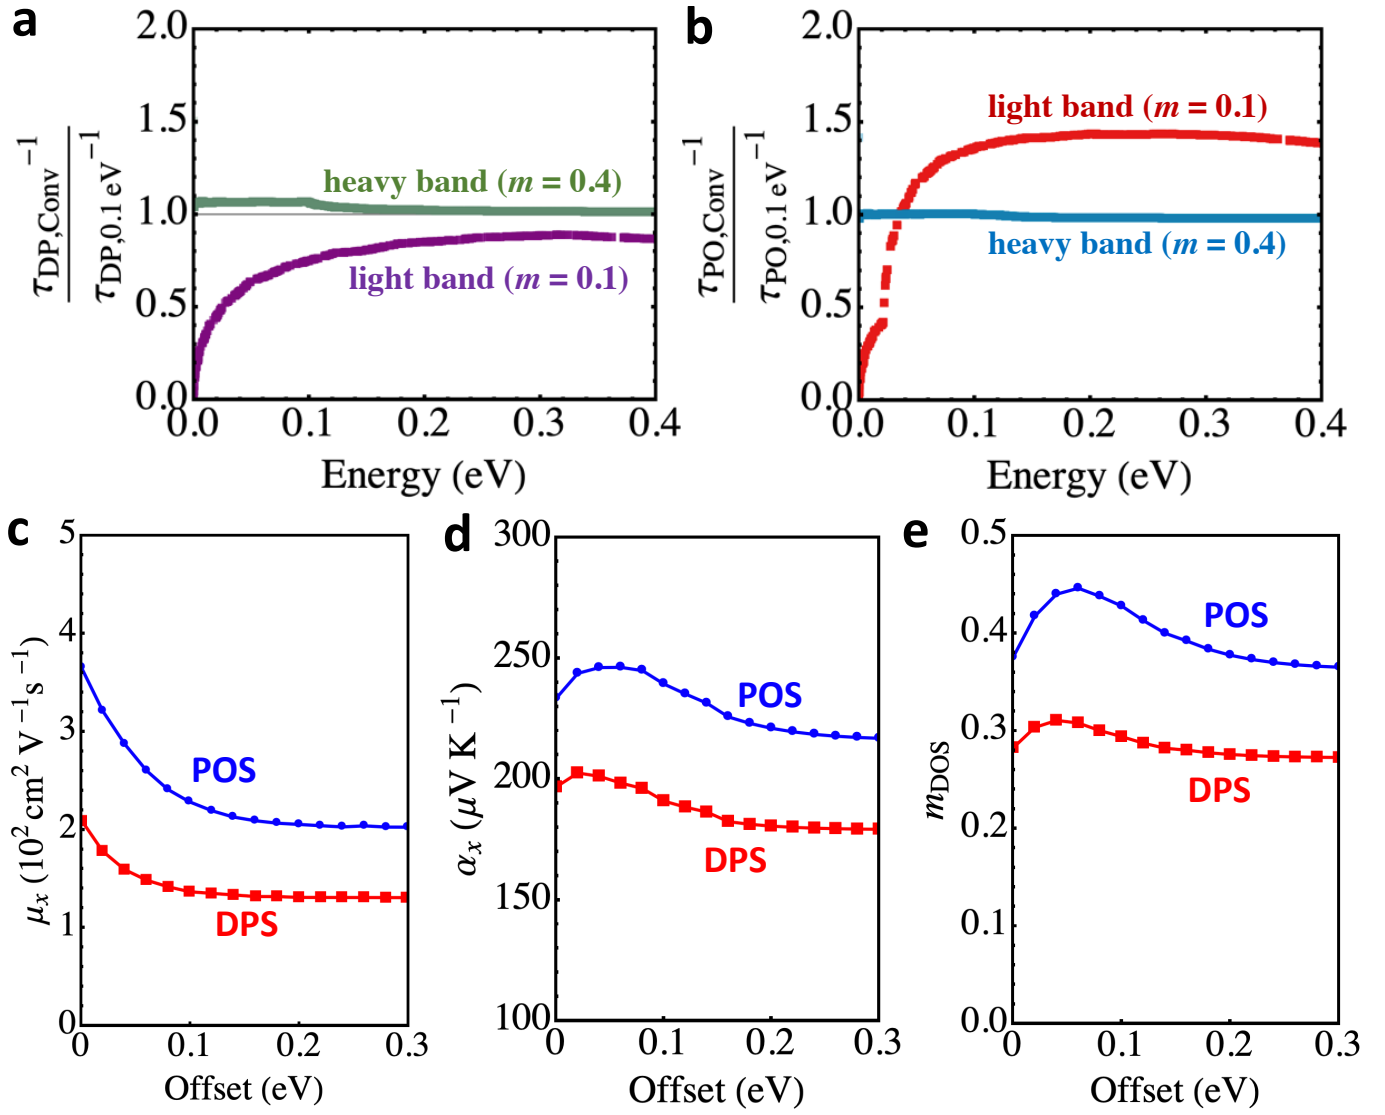 a
2.0
1.5
1.0
0.5
0.0
τDP,Conv⁻¹
τDP,0.1 eV⁻¹
heavy band (m = 0.4)
light band (m = 0.1)
0.0 0.1 0.2 0.3 0.4
Energy (eV)
b
2.0
1.5
1.0
0.5
0.0
τPO,Conv⁻¹
τPO,0.1 eV⁻¹
light band (m = 0.1)
heavy band (m = 0.4)
0.0 0.1 0.2 0.3 0.4
Energy (eV)
c
5
4
3
2
1
0
μx (10² cm² V⁻¹s⁻¹)
POS
DPS
0 0.1 0.2 0.3
Offset (eV)
d
300
250
200
150
100
αx (μV K⁻¹)
POS
DPS
0 0.1 0.2 0.3
Offset (eV)
e
0.5
0.4
0.3
0.2
0.1
0.0
mDOS
POS
DPS
0 0.1 0.2 0.3
Offset (eV)